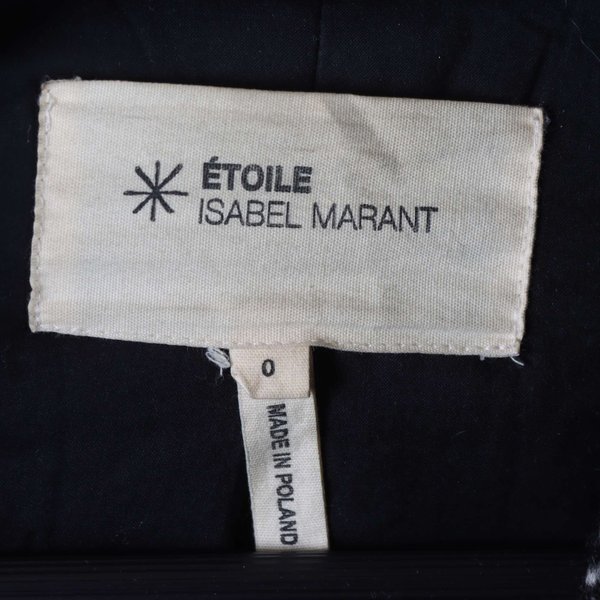 ÉTOILE
ISABEL MARANT
0
MADE IN POLAND